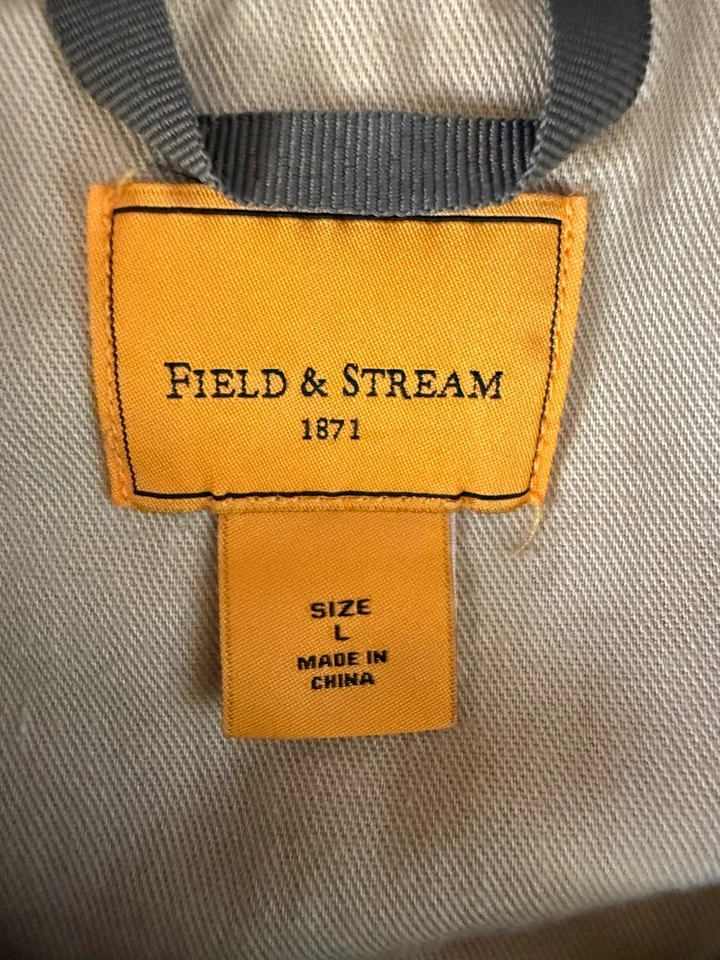 FIELD & STREAM
1871
SIZE
L
MADE IN
CHINA